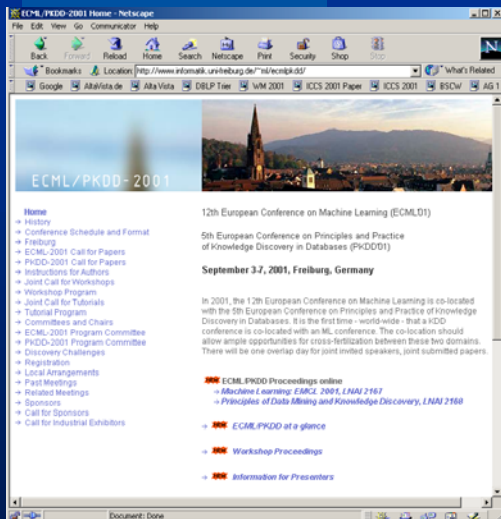 ECML/PKDD-2001 Home - Netscape
File Edit View Go Communicator Help
Back Forward Reload Home Search Netscape Print Security Shop Stop
Bookmarks Location: http://www.informatik.uni-freiburg.de/~ml/ecmlpkdd/ What's Related
Google AltaVista.de Alta Vista DBLP Trier WM 2001 ICCS 2001 Paper ICCS 2001 BSCW AG 1
ECML/PKDD-2001
Home
History
Conference Schedule and Format
Freiburg
ECML-2001 Call for Papers
PKDD-2001 Call for Papers
Instructions for Authors
Joint Call for Workshops
Workshop Program
Joint Call for Tutorials
Tutorial Program
Committees and Chairs
ECML-2001 Program Committee
PKDD-2001 Program Committee
Discovery Challenges
Registration
Local Arrangements
Past Meetings
Related Meetings
Sponsors
Call for Sponsors
Call for Industrial Exhibitors
12th European Conference on Machine Learning (ECML'01)
5th European Conference on Principles and Practice
of Knowledge Discovery in Databases (PKDD'01)
September 3-7, 2001, Freiburg, Germany
In 2001, the 12th European Conference on Machine Learning is co-located
with the 5th European Conference on Principles and Practice of Knowledge
Discovery in Databases. It is the first time - world-wide - that a KDD
conference is co-located with an ML conference. The co-location should
allow ample opportunities for cross-fertilization between these two domains.
There will be one overlap day for joint invited speakers, joint submitted papers.
New ECML/PKDD Proceedings online
Machine Learning: EMCL 2001, LNAI 2167
Principles of Data Mining and Knowledge Discovery, LNAI 2168
New ECML/PKDD at a glance
New Workshop Proceedings
New Information for Presenters
Document: Done